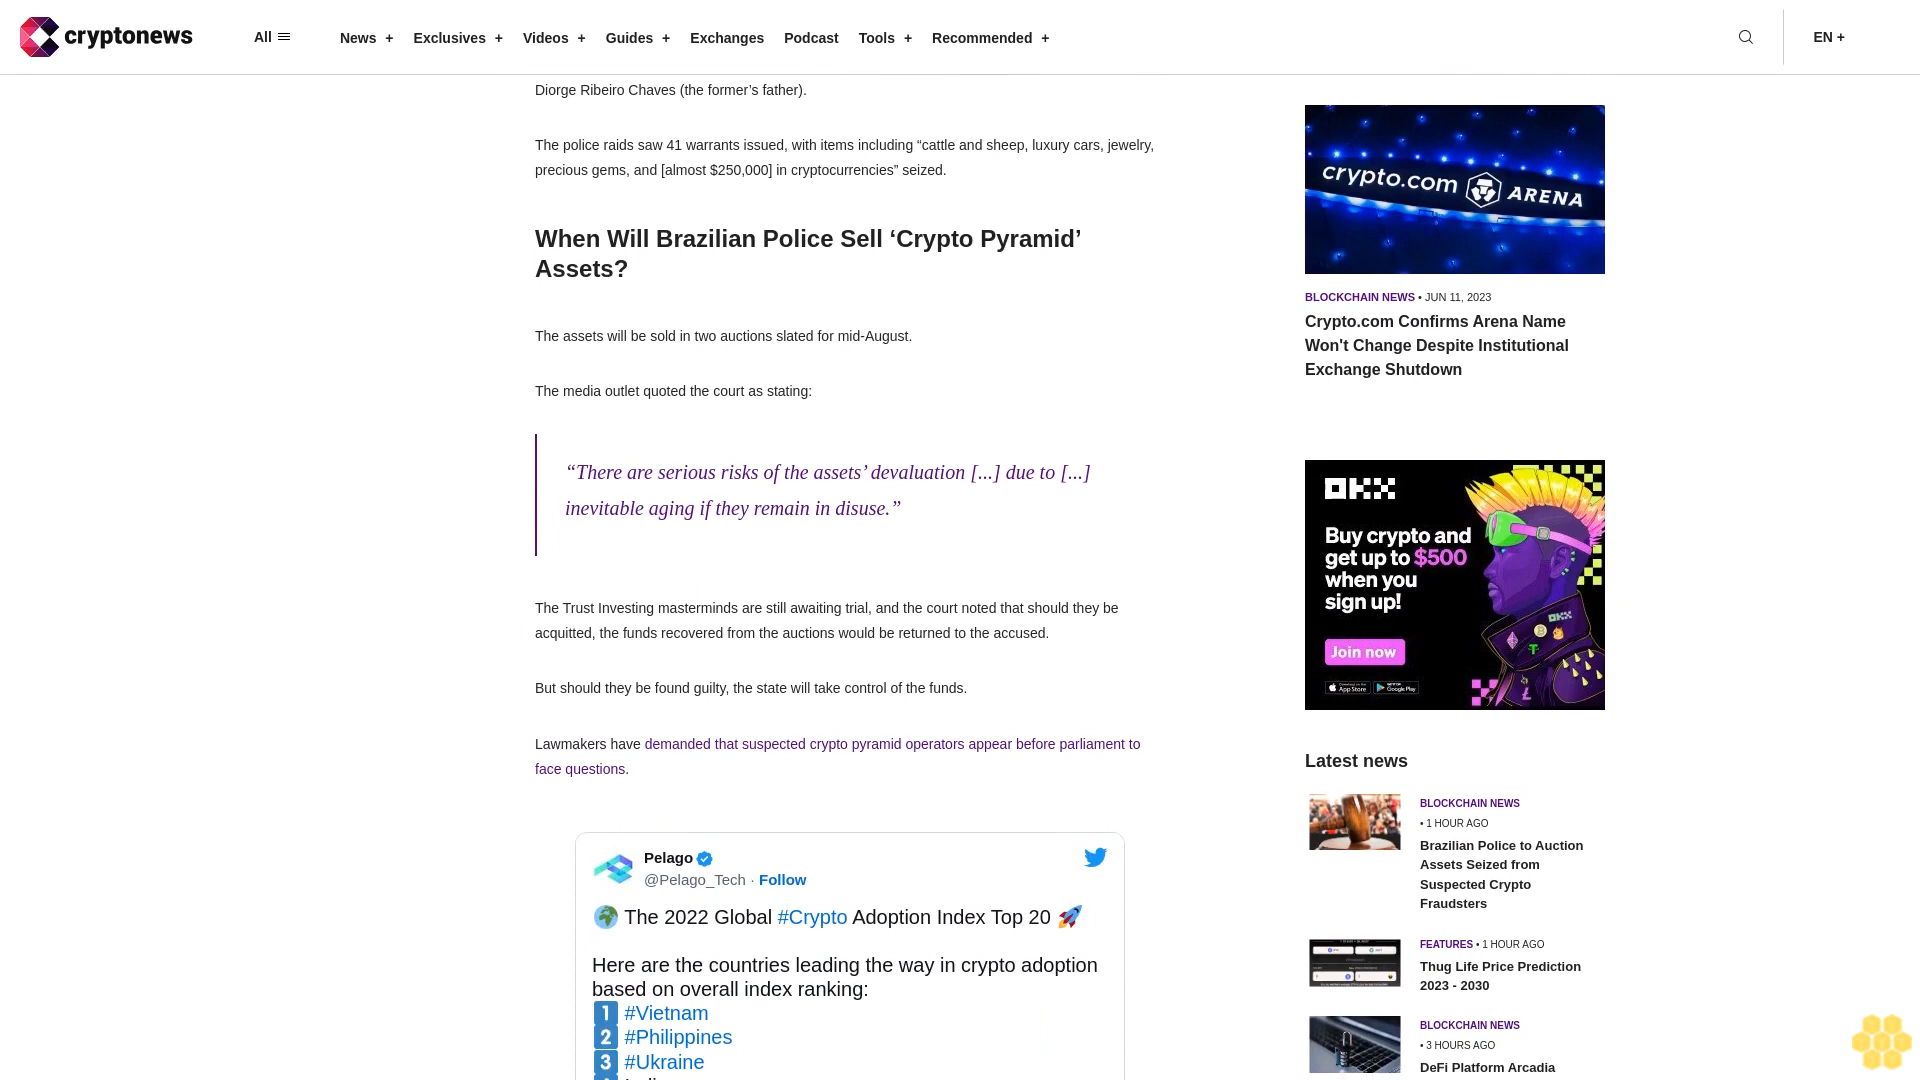 cryptonews
All
News +
Exclusives +
Videos +
Guides +
Exchanges
Podcast
Tools +
Recommended +
EN +
Diorge Ribeiro Chaves (the former’s father).
The police raids saw 41 warrants issued, with items including “cattle and sheep, luxury cars, jewelry,
precious gems, and [almost $250,000] in cryptocurrencies” seized.
When Will Brazilian Police Sell ‘Crypto Pyramid’
Assets?
The assets will be sold in two auctions slated for mid-August.
The media outlet quoted the court as stating:
“There are serious risks of the assets’ devaluation [...] due to [...]
inevitable aging if they remain in disuse.”
The Trust Investing masterminds are still awaiting trial, and the court noted that should they be
acquitted, the funds recovered from the auctions would be returned to the accused.
But should they be found guilty, the state will take control of the funds.
Lawmakers have demanded that suspected crypto pyramid operators appear before parliament to
face questions.
Pelago
@Pelago_Tech · Follow
The 2022 Global #Crypto Adoption Index Top 20
Here are the countries leading the way in crypto adoption
based on overall index ranking:
1 #Vietnam
2 #Philippines
3 #Ukraine
crypto.com ARENA
BLOCKCHAIN NEWS • JUN 11, 2023
Crypto.com Confirms Arena Name
Won't Change Despite Institutional
Exchange Shutdown
OKX
Buy crypto and
get up to $500
when you
sign up!
Join now
Download on the App Store
GET IT ON Google Play
OKX
Latest news
BLOCKCHAIN NEWS
• 1 HOUR AGO
Brazilian Police to Auction
Assets Seized from
Suspected Crypto
Fraudsters
FEATURES • 1 HOUR AGO
Thug Life Price Prediction
2023 - 2030
BLOCKCHAIN NEWS
• 3 HOURS AGO
DeFi Platform Arcadia